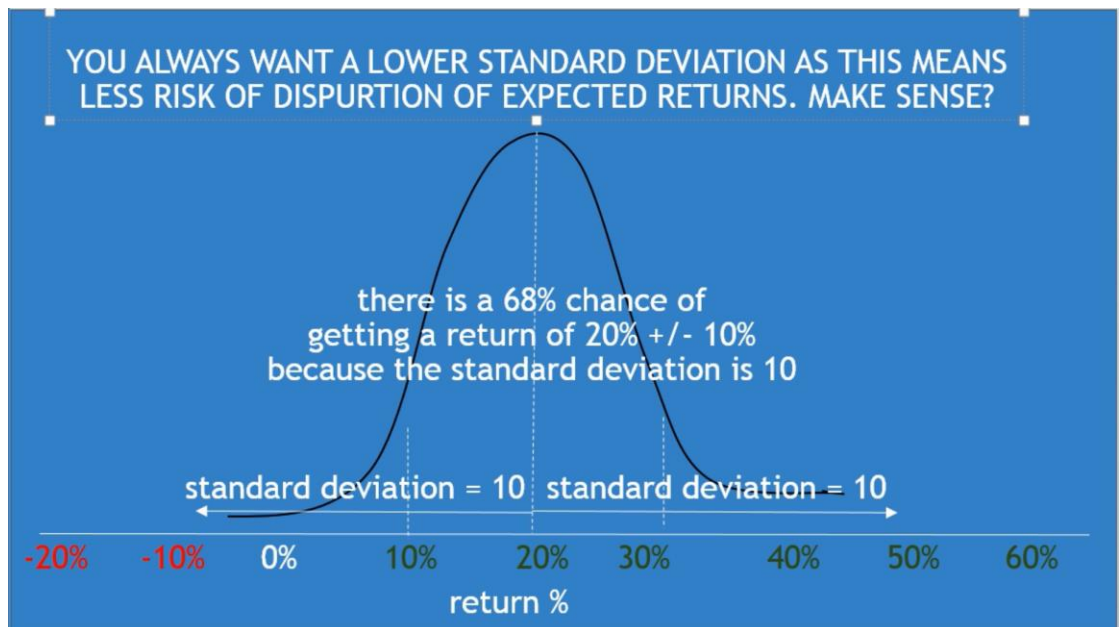 YOU ALWAYS WANT A LOWER STANDARD DEVIATION AS THIS MEANS
LESS RISK OF DISPURTION OF EXPECTED RETURNS. MAKE SENSE?
there is a 68% chance of
getting a return of 20% +/- 10%
because the standard deviation is 10
standard deviation = 10 standard deviation = 10
-20% -10% 0% 10% 20% 30% 40% 50% 60%
return %